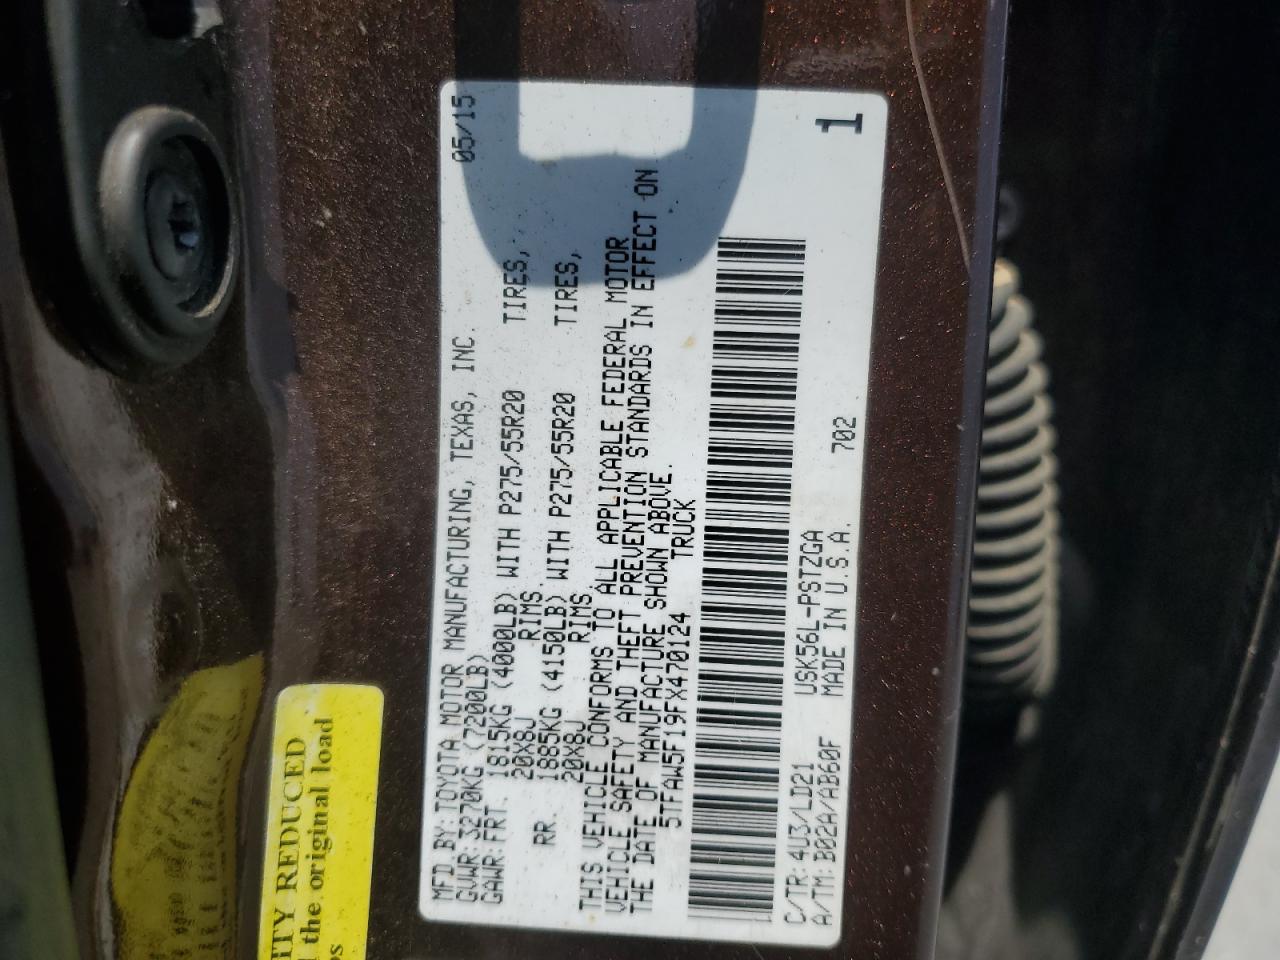 MFD BY: TOYOTA MOTOR MANUFACTURING, TEXAS, INC. 05/15
GVWR: 3270KG (7200LB)
GAWR: FRT. 1815KG (4000LB) WITH P275/55R20 TIRES,
20X8J RIMS.
RR. 1885KG (4150LB) WITH P275/55R20 TIRES,
20X8J RIMS.
THIS VEHICLE CONFORMS TO ALL APPLICABLE FEDERAL MOTOR
VEHICLE SAFETY AND THEFT PREVENTION STANDARDS IN EFFECT ON
THE DATE OF MANUFACTURE SHOWN ABOVE.
5TFAW5F19FX470124 TRUCK
C/TR: 4U3/LD21 USK56L-PSTZGA 702
A/TM: B02A/AB60F MADE IN U.S.A.
1
ITY REDUCED
the original load
os